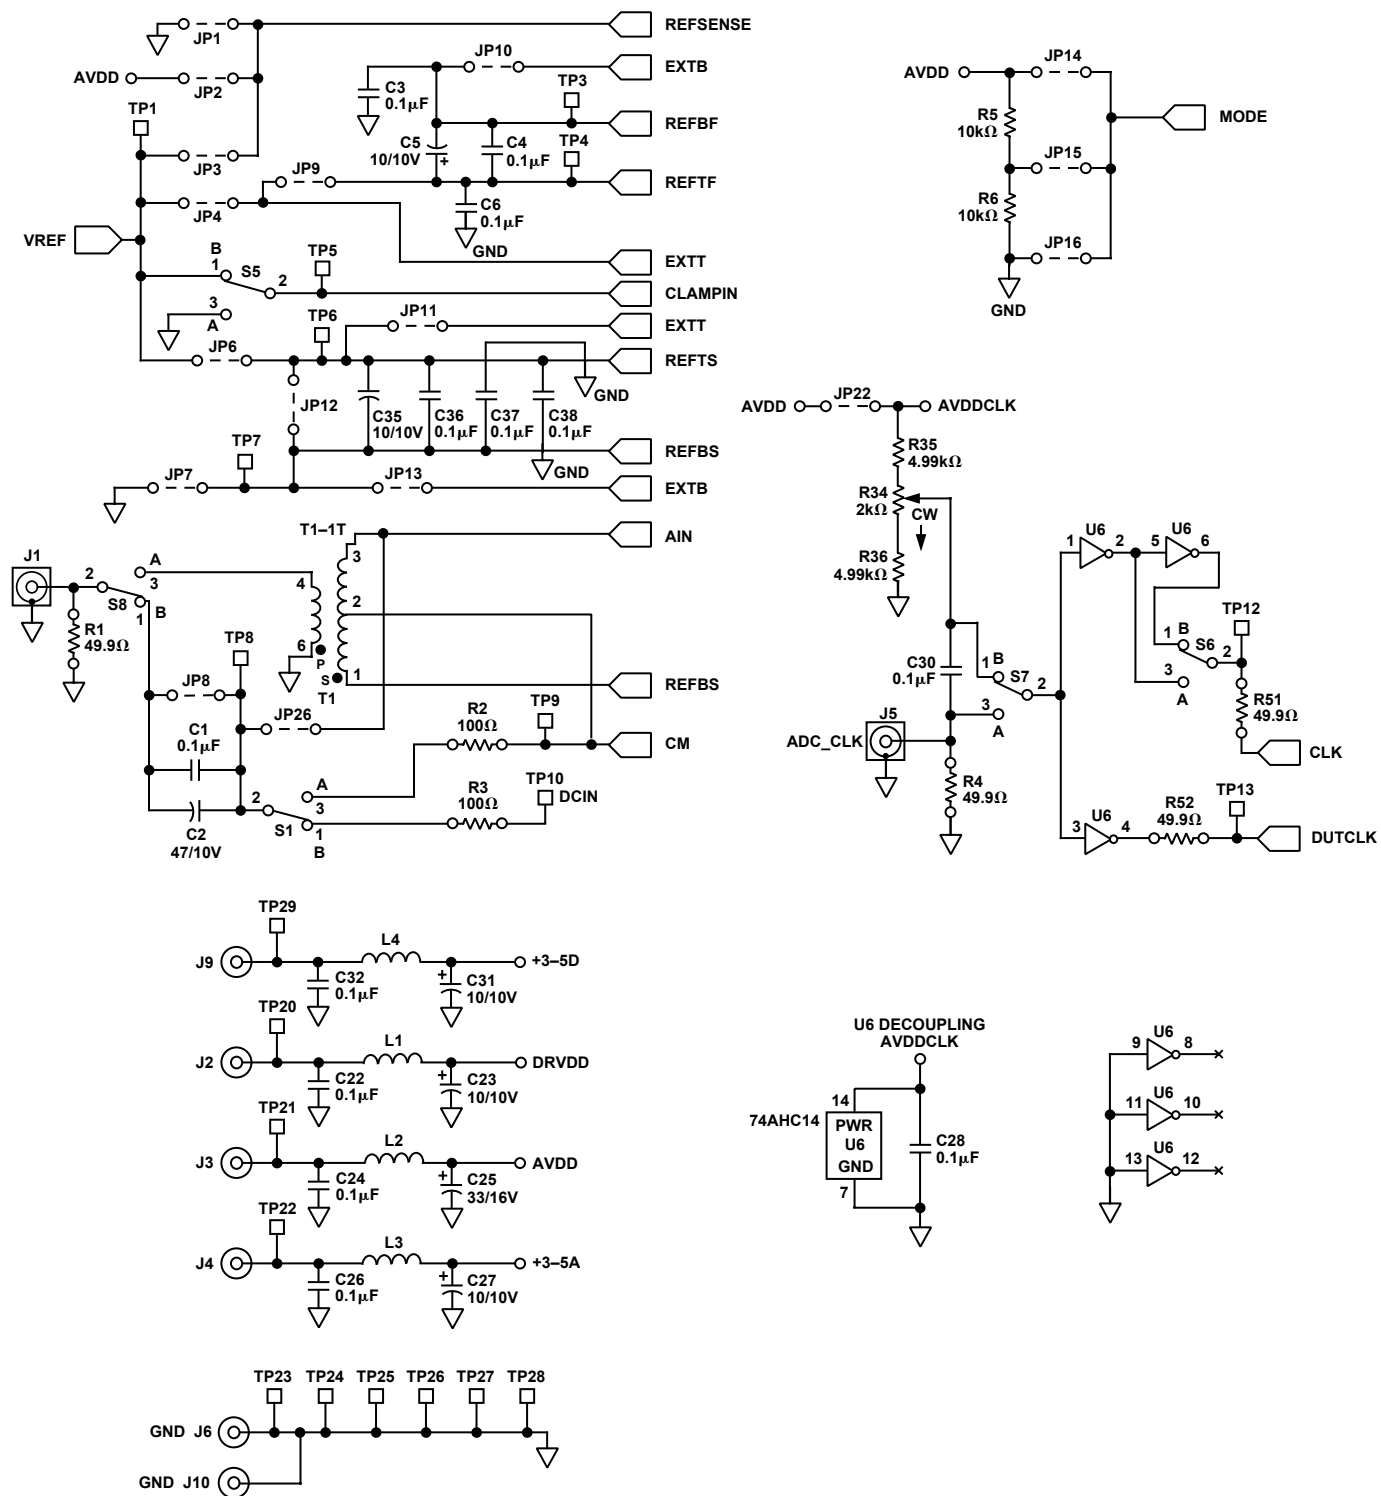 JP1
REFSENSE
AVDD
JP2
JP10
EXTB
C3
0.1μF
TP3
TP1
REFBF
C5
10/10V
+
C4
0.1μF
TP4
JP3
JP9
REFTF
JP4
C6
0.1μF
GND
VREF
B
1
S5
2
TP5
EXTT
CLAMPIN
3
A
TP6
JP11
EXTT
JP6
REFTS
GND
JP12
C35
10/10V
C36
0.1μF
C37
0.1μF
C38
0.1μF
TP7
REFBS
GND
JP7
JP13
EXTB
T1–1T
AIN
J1
2
A
3
B
1
S8
4
3
2
R1
49.9Ω
TP8
6
P
S
1
T1
REFBS
JP8
JP26
R2
100Ω
TP9
CM
C1
0.1μF
A
3
2
S1
1
B
R3
100Ω
TP10
DCIN
C2
47/10V
AVDD
JP14
R5
10kΩ
MODE
JP15
R6
10kΩ
JP16
GND
AVDD
JP22
AVDDCLK
R35
4.99kΩ
R34
2kΩ
CW
R36
4.99kΩ
U6
1
2
U6
5
6
C30
0.1μF
1
B
S7
2
3
A
1
B
S6
2
3
A
TP12
J5
ADC_CLK
R51
49.9Ω
CLK
R4
49.9Ω
U6
3
4
R52
49.9Ω
TP13
DUTCLK
TP29
J9
L4
+3–5D
C32
0.1μF
+
C31
10/10V
TP20
J2
L1
DRVDD
C22
0.1μF
+
C23
10/10V
TP21
J3
L2
AVDD
C24
0.1μF
+
C25
33/16V
TP22
J4
L3
+3–5A
C26
0.1μF
+
C27
10/10V
U6 DECOUPLING
AVDDCLK
14
74AHC14
PWR
U6
GND
7
C28
0.1μF
U6
9
8
U6
11
10
U6
13
12
TP23
TP24
TP25
TP26
TP27
TP28
GND J6
GND J10